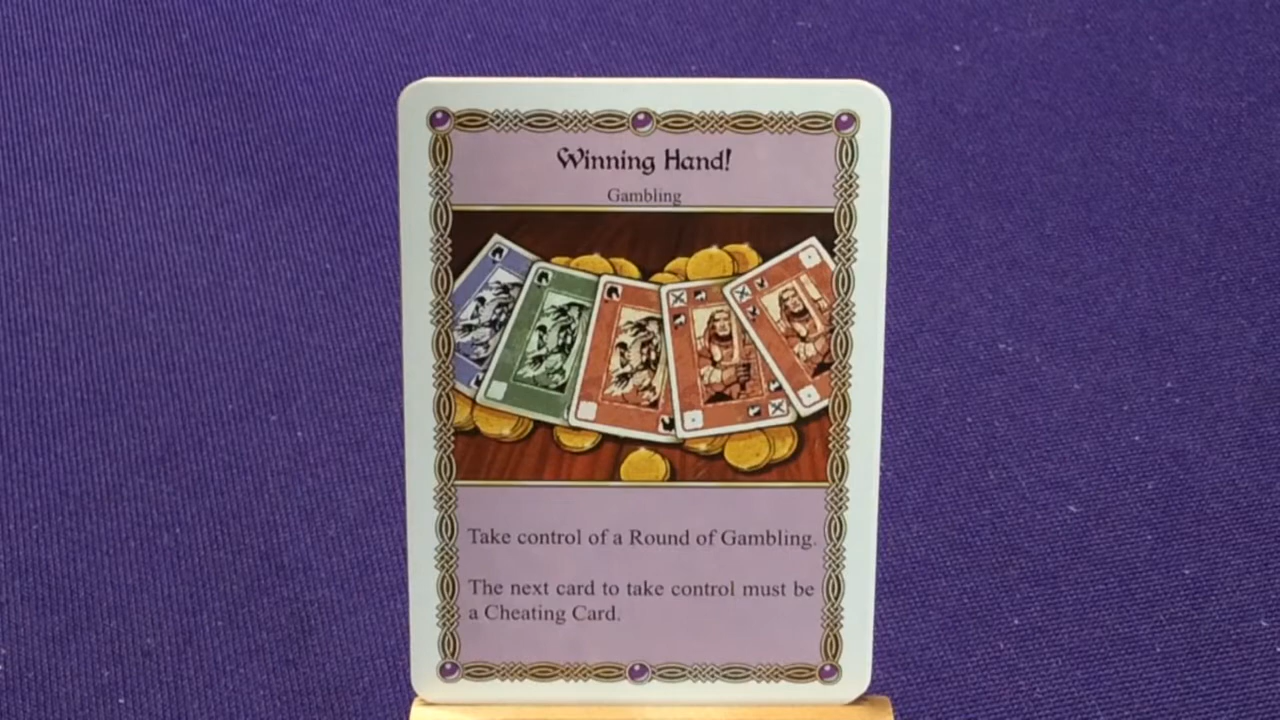 Winning Hand!
Gambling
Take control of a Round of Gambling.
The next card to take control must be
a Cheating Card.